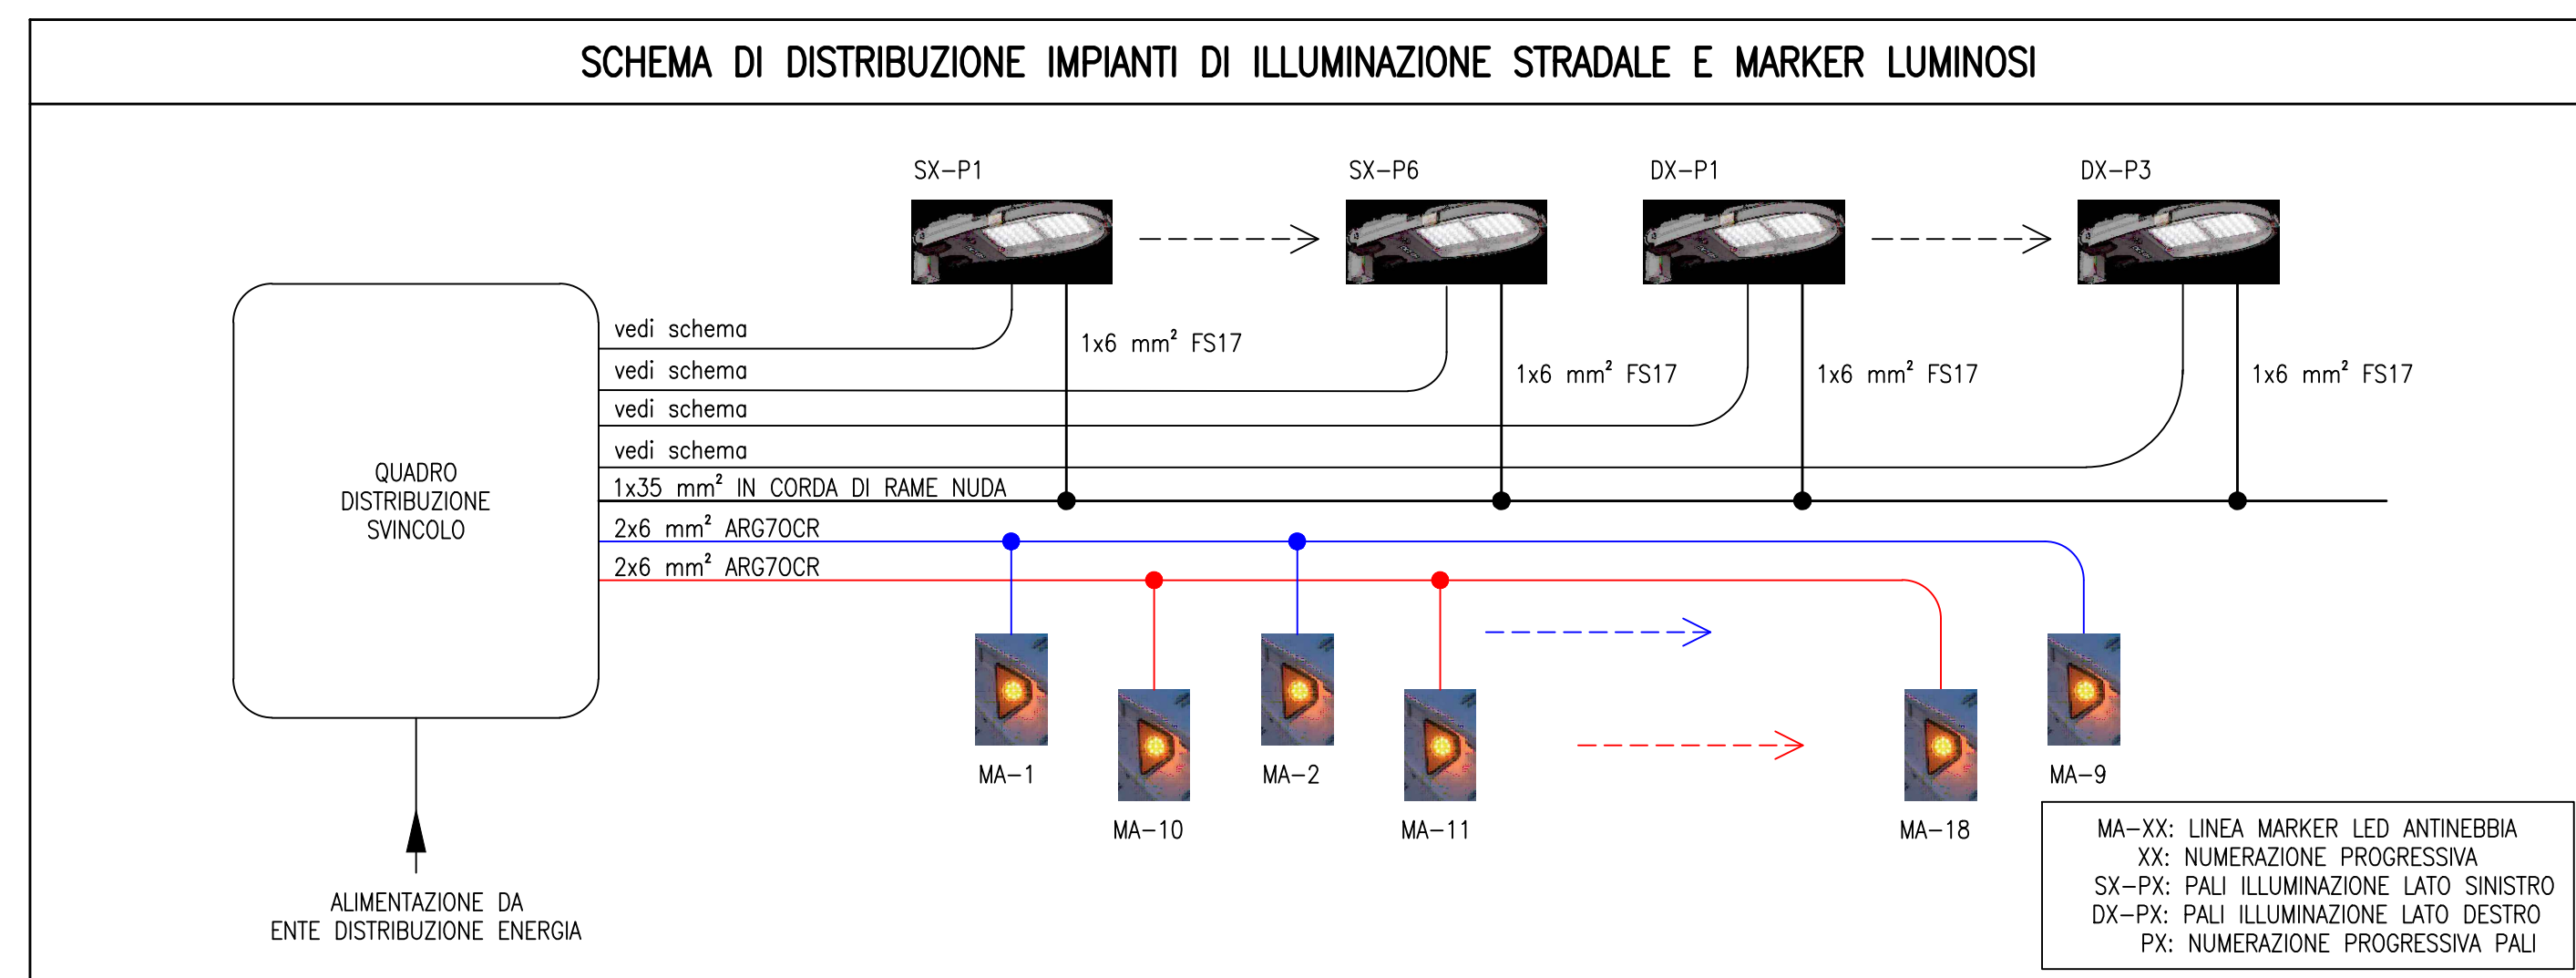 SCHEMA DI DISTRIBUZIONE IMPIANTI DI ILLUMINAZIONE STRADALE E MARKER LUMINOSI
SX-P1
SX-P6
DX-P1
DX-P3
vedi schema
1x6 mm² FS17
vedi schema
1x6 mm² FS17
1x6 mm² FS17
1x6 mm² FS17
vedi schema
vedi schema
QUADRO
DISTRIBUZIONE
SVINCOLO
1x35 mm² IN CORDA DI RAME NUDA
2x6 mm² ARG7OCR
2x6 mm² ARG7OCR
MA-1
MA-2
MA-9
MA-10
MA-11
MA-18
ALIMENTAZIONE DA
ENTE DISTRIBUZIONE ENERGIA
MA-XX: LINEA MARKER LED ANTINEBBIA
XX: NUMERAZIONE PROGRESSIVA
SX-PX: PALI ILLUMINAZIONE LATO SINISTRO
DX-PX: PALI ILLUMINAZIONE LATO DESTRO
PX: NUMERAZIONE PROGRESSIVA PALI